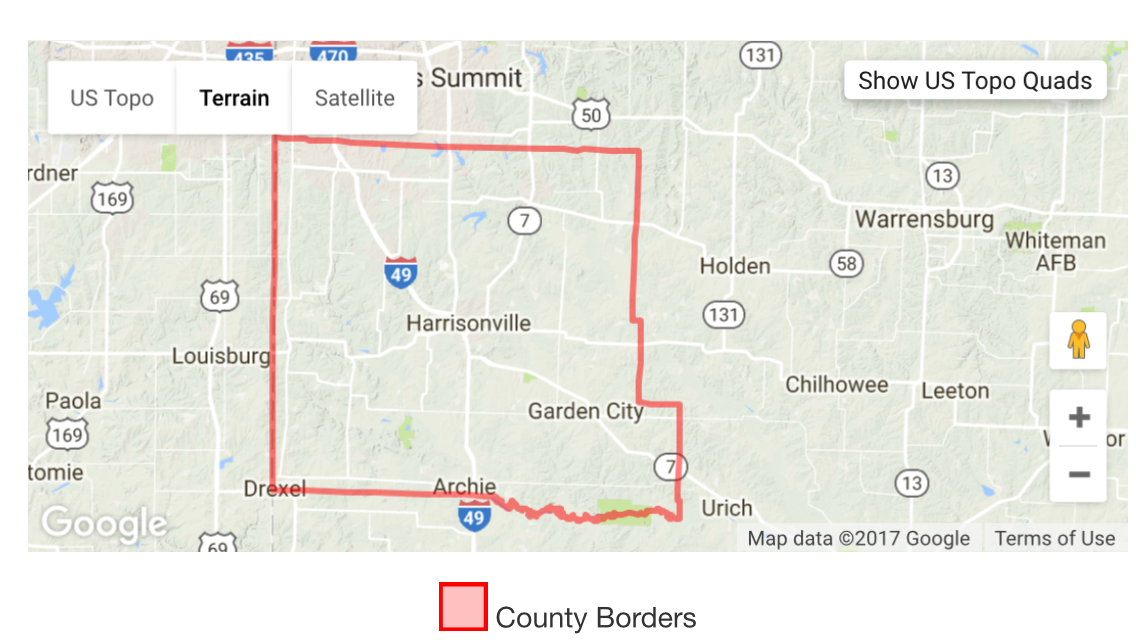 435 470
131
US Topo Terrain Satellite
s Summit
Show US Topo Quads
50
rdner
169
13
7
Warrensburg
Whiteman
AFB
Holden
58
49
69
131
Harrisonville
Louisburg
Chilhowee
Leeton
Paola
Garden City
+
169
7
tomie
−
Drexel
Archie
13
49
Urich
Google
69
Map data ©2017 Google Terms of Use
County Borders